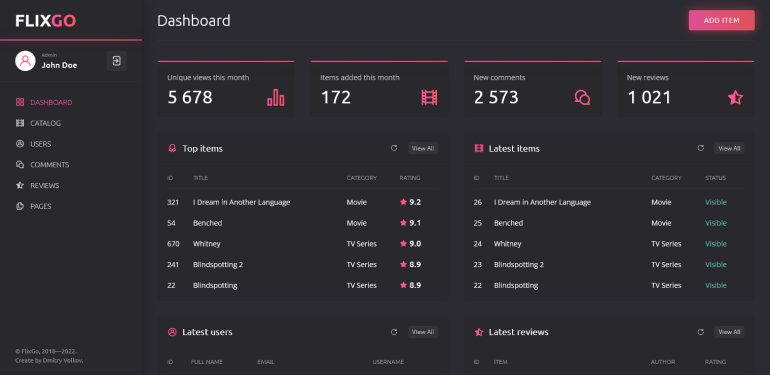 FLIXGO
Admin
John Doe
DASHBOARD
CATALOG
USERS
COMMENTS
REVIEWS
PAGES
© FlixGo, 2019—2022.
Create by Dmitry Volkov.
Dashboard
ADD ITEM
Unique views this month
5 678
Items added this month
172
New comments
2 573
New reviews
1 021
Top items
View All
ID TITLE CATEGORY RATING
321 I Dream in Another Language Movie 9.2
54 Benched Movie 9.1
670 Whitney TV Series 9.0
241 Blindspotting 2 TV Series 8.9
22 Blindspotting TV Series 8.9
Latest items
View All
ID TITLE CATEGORY STATUS
26 I Dream in Another Language Movie Visible
25 Benched Movie Visible
24 Whitney TV Series Visible
23 Blindspotting 2 TV Series Visible
22 Blindspotting TV Series Visible
Latest users
View All
ID FULL NAME EMAIL USERNAME
Latest reviews
View All
ID ITEM AUTHOR RATING